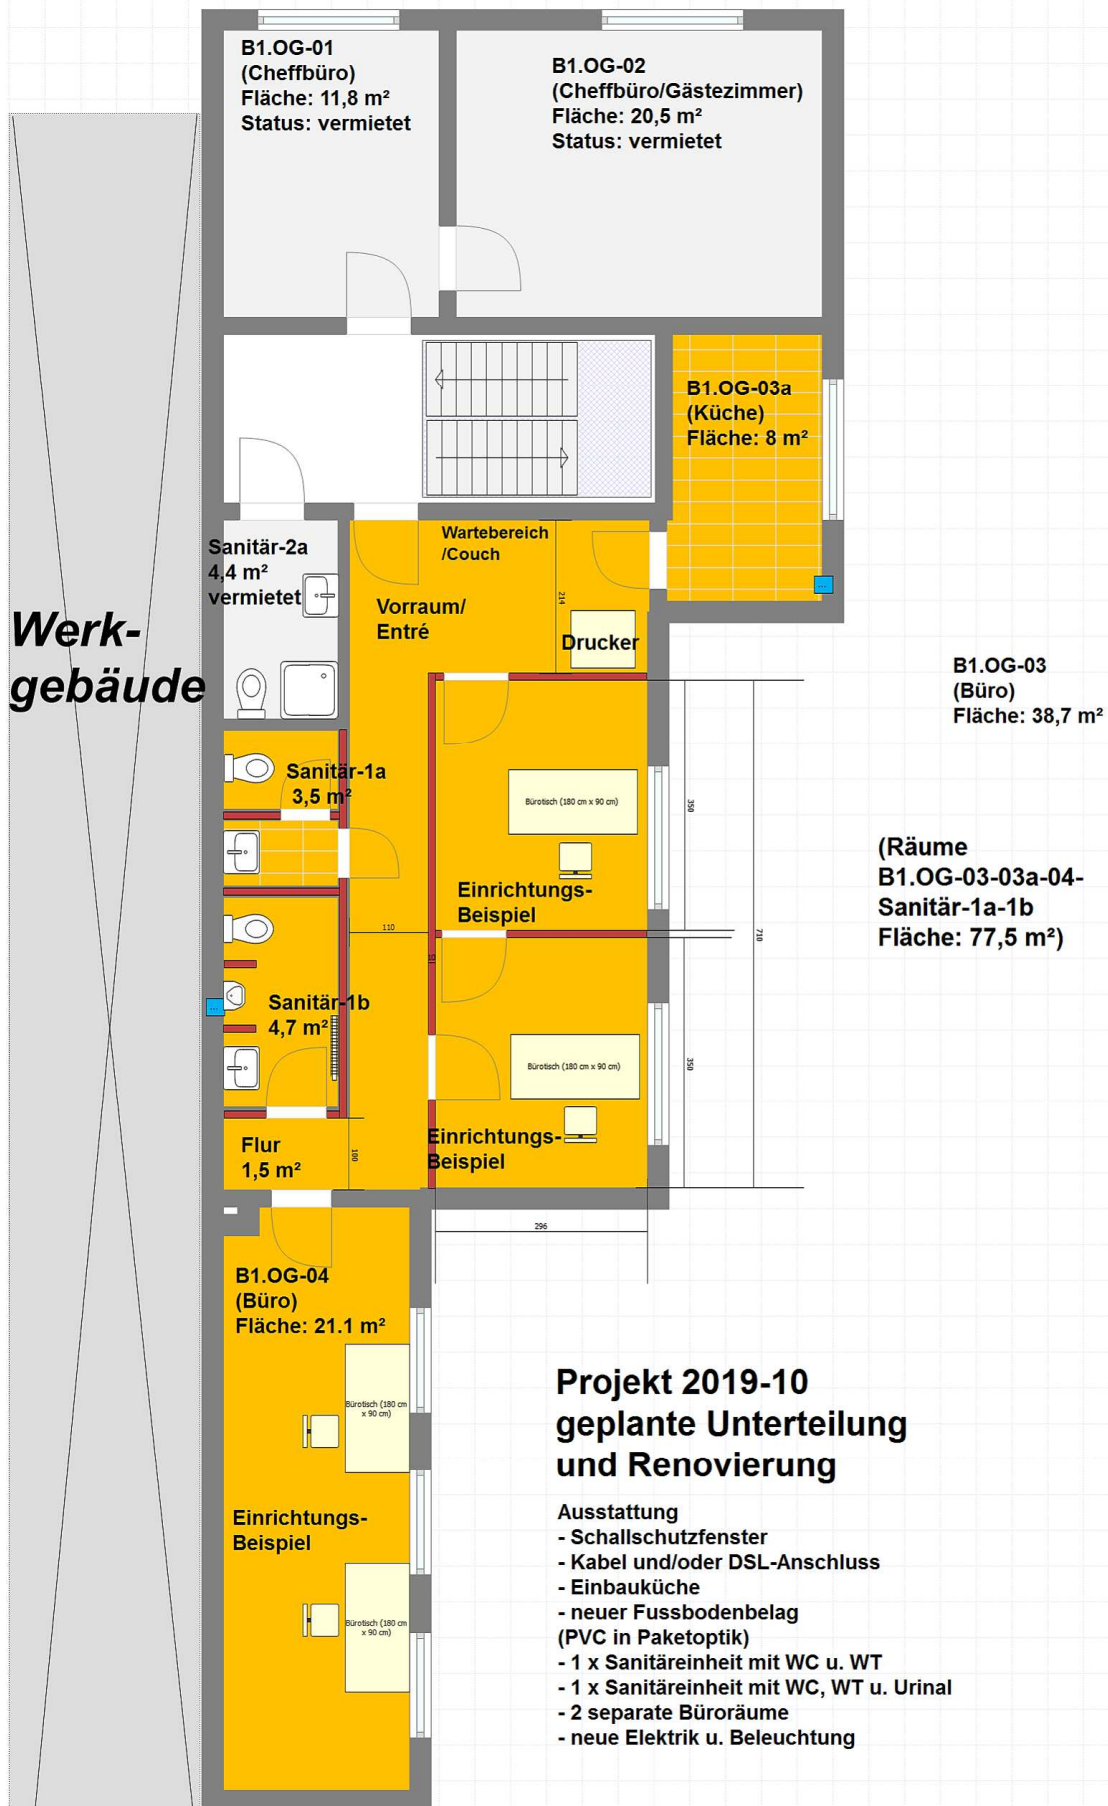 B1.OG-01
(Cheffbüro)
Fläche: 11,8 m²
Status: vermietet
B1.OG-02
(Cheffbüro/Gästezimmer)
Fläche: 20,5 m²
Status: vermietet
B1.OG-03a
(Küche)
Fläche: 8 m²
Wartebereich
/Couch
Sanitär-2a
4,4 m²
vermietet
Vorraum/
Entré
214
Drucker
Werk-
gebäude
B1.OG-03
(Büro)
Fläche: 38,7 m²
Sanitär-1a
3,5 m²
Bürotisch (180 cm x 90 cm)
350
(Räume
B1.OG-03-03a-04-
Sanitär-1a-1b
Fläche: 77,5 m²)
Einrichtungs-
Beispiel
110
710
Sanitär-1b
4,7 m²
Bürotisch (180 cm x 90 cm)
350
Einrichtungs-
Beispiel
Flur
1,5 m²
100
296
B1.OG-04
(Büro)
Fläche: 21.1 m²
Bürotisch (180 cm
x 90 cm)
Einrichtungs-
Beispiel
Bürotisch (180 cm
x 90 cm)
Projekt 2019-10
geplante Unterteilung
und Renovierung
Ausstattung
- Schallschutzfenster
- Kabel und/oder DSL-Anschluss
- Einbauküche
- neuer Fussbodenbelag
(PVC in Paketoptik)
- 1 x Sanitäreinheit mit WC u. WT
- 1 x Sanitäreinheit mit WC, WT u. Urinal
- 2 separate Büroräume
- neue Elektrik u. Beleuchtung